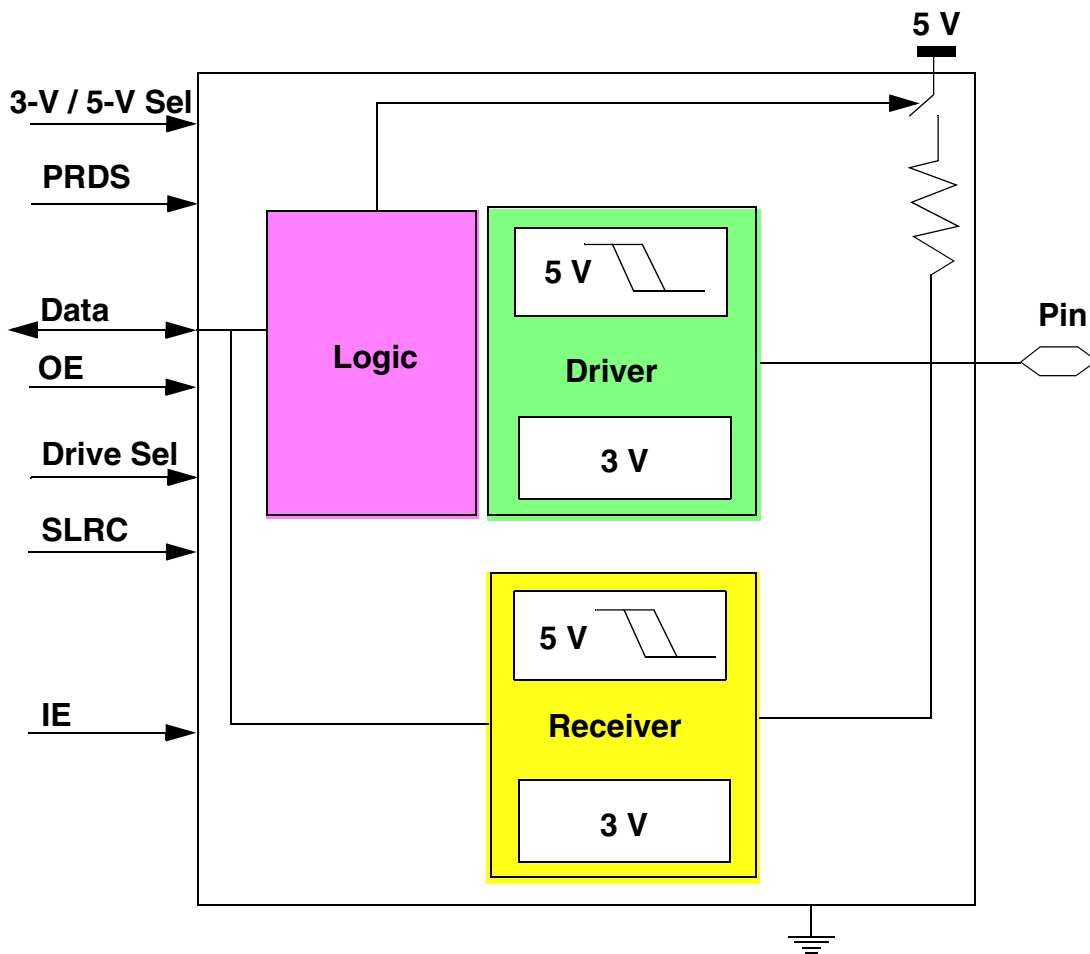 5 V
3-V / 5-V Sel
PRDS
Data
OE
Drive Sel
SLRC
IE
Logic
5 V
Driver
3 V
5 V
Receiver
3 V
Pin